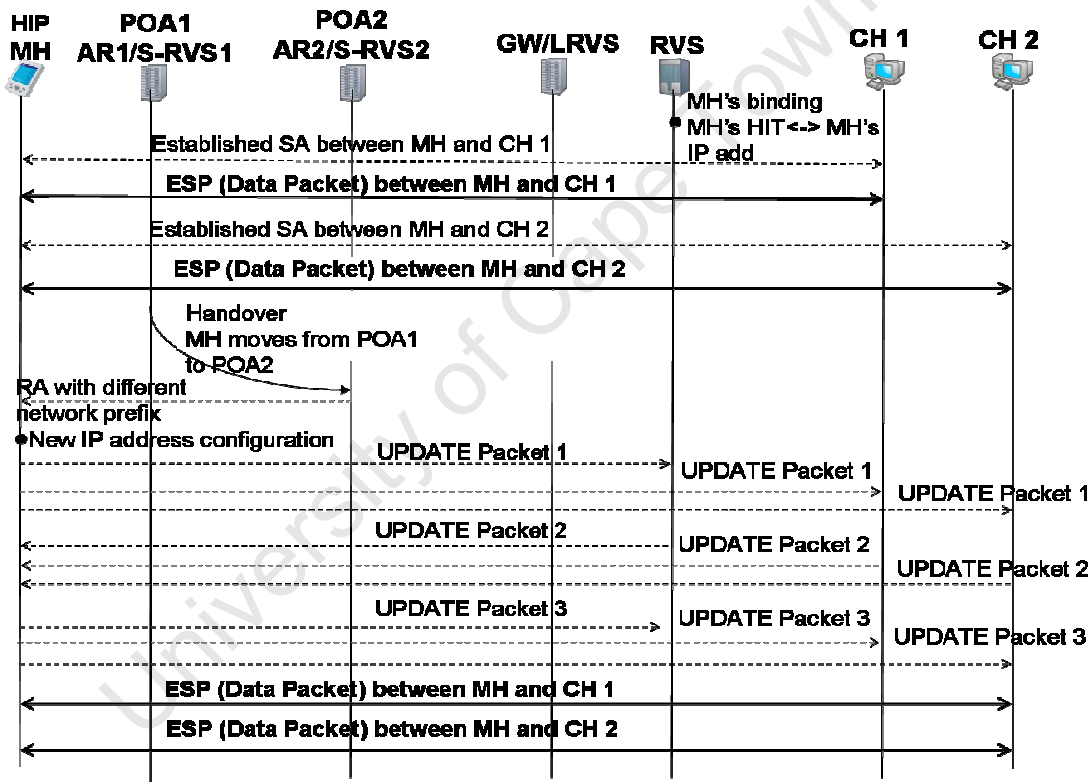 HIP
MH
POA1
AR1/S-RVS1
POA2
AR2/S-RVS2
GW/LRVS
RVS
CH 1
CH 2
MH's binding
MH's HIT<-> MH's
IP add
Established SA between MH and CH 1
ESP (Data Packet) between MH and CH 1
Established SA between MH and CH 2
ESP (Data Packet) between MH and CH 2
Handover
MH moves from POA1
to POA2
RA with different
network prefix
New IP address configuration
UPDATE Packet 1
UPDATE Packet 1
UPDATE Packet 1
UPDATE Packet 2
UPDATE Packet 2
UPDATE Packet 2
UPDATE Packet 3
UPDATE Packet 3
UPDATE Packet 3
ESP (Data Packet) between MH and CH 1
ESP (Data Packet) between MH and CH 2
University of Cape Town